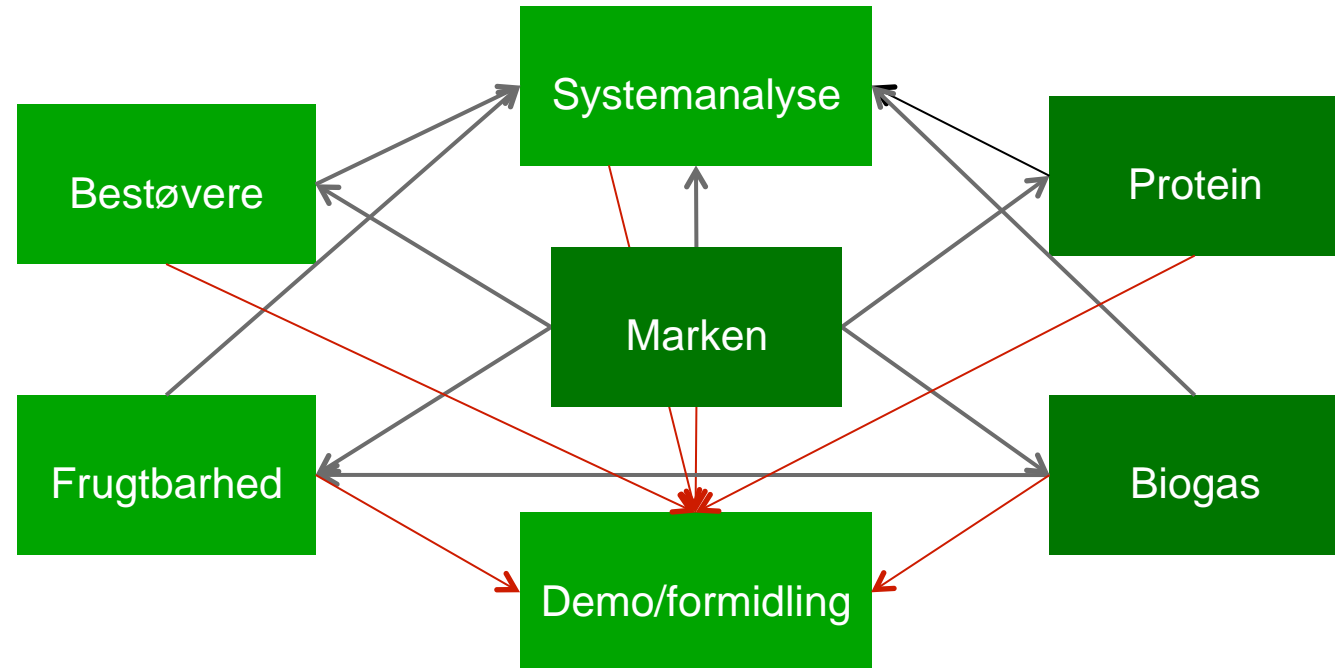 Systemanalyse
Bestøvere
Protein
Marken
Frugtbarhed
Biogas
Demo/formidling